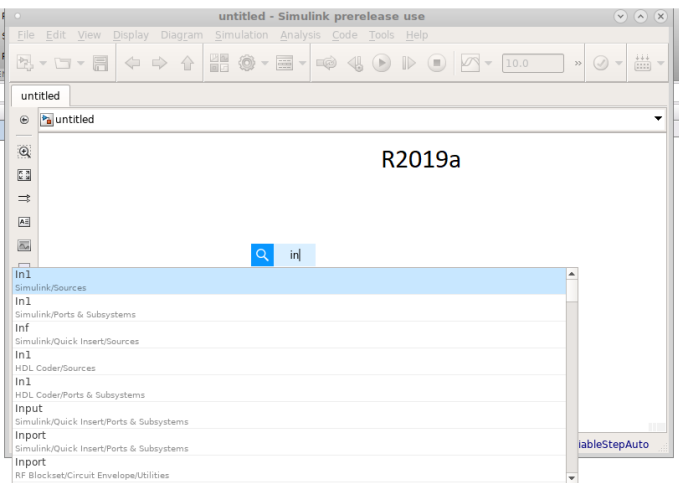 untitled - Simulink prerelease use
File Edit View Display Diagram Simulation Analysis Code Tools Help
10.0 »
untitled
untitled
R2019a
in
In1
Simulink/Sources
In1
Simulink/Ports & Subsystems
Inf
Simulink/Quick Insert/Sources
In1
HDL Coder/Sources
In1
HDL Coder/Ports & Subsystems
Input
Simulink/Quick Insert/Ports & Subsystems
Inport
Simulink/Quick Insert/Ports & Subsystems
iableStepAuto
Inport
RF Blockset/Circuit Envelope/Utilities